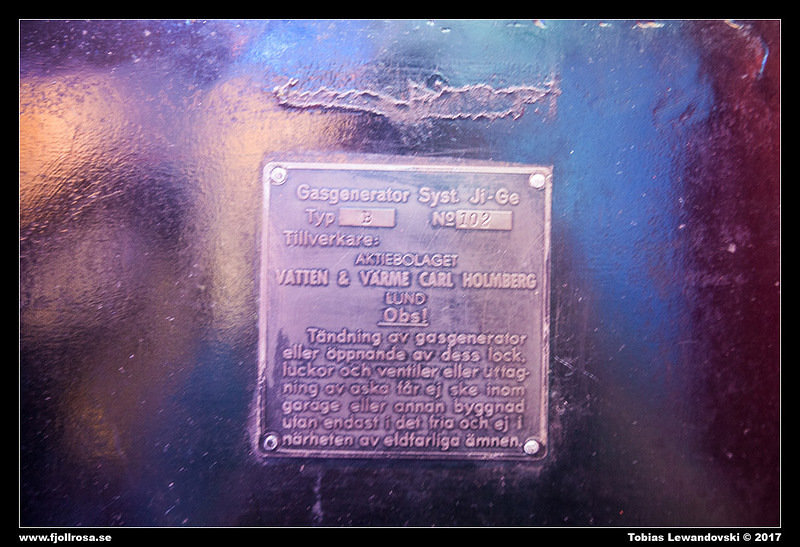 Gasgenerator Syst. Ji-Ge
Typ B № 102
Tillverkare:
AKTIEBOLAGET
VATTEN & VÄRME CARL HOLMBERG
LUND
Obs!
Tändning av gasgenerator
eller öppnande av dess lock,
luckor och ventiler eller uttag-
ning av aska får ej ske inom
garage eller annan byggnad
utan endast i det fria och ej i
närheten av eldfarliga ämnen.
www.fjollrosa.se
Tobias Lewandovski © 2017